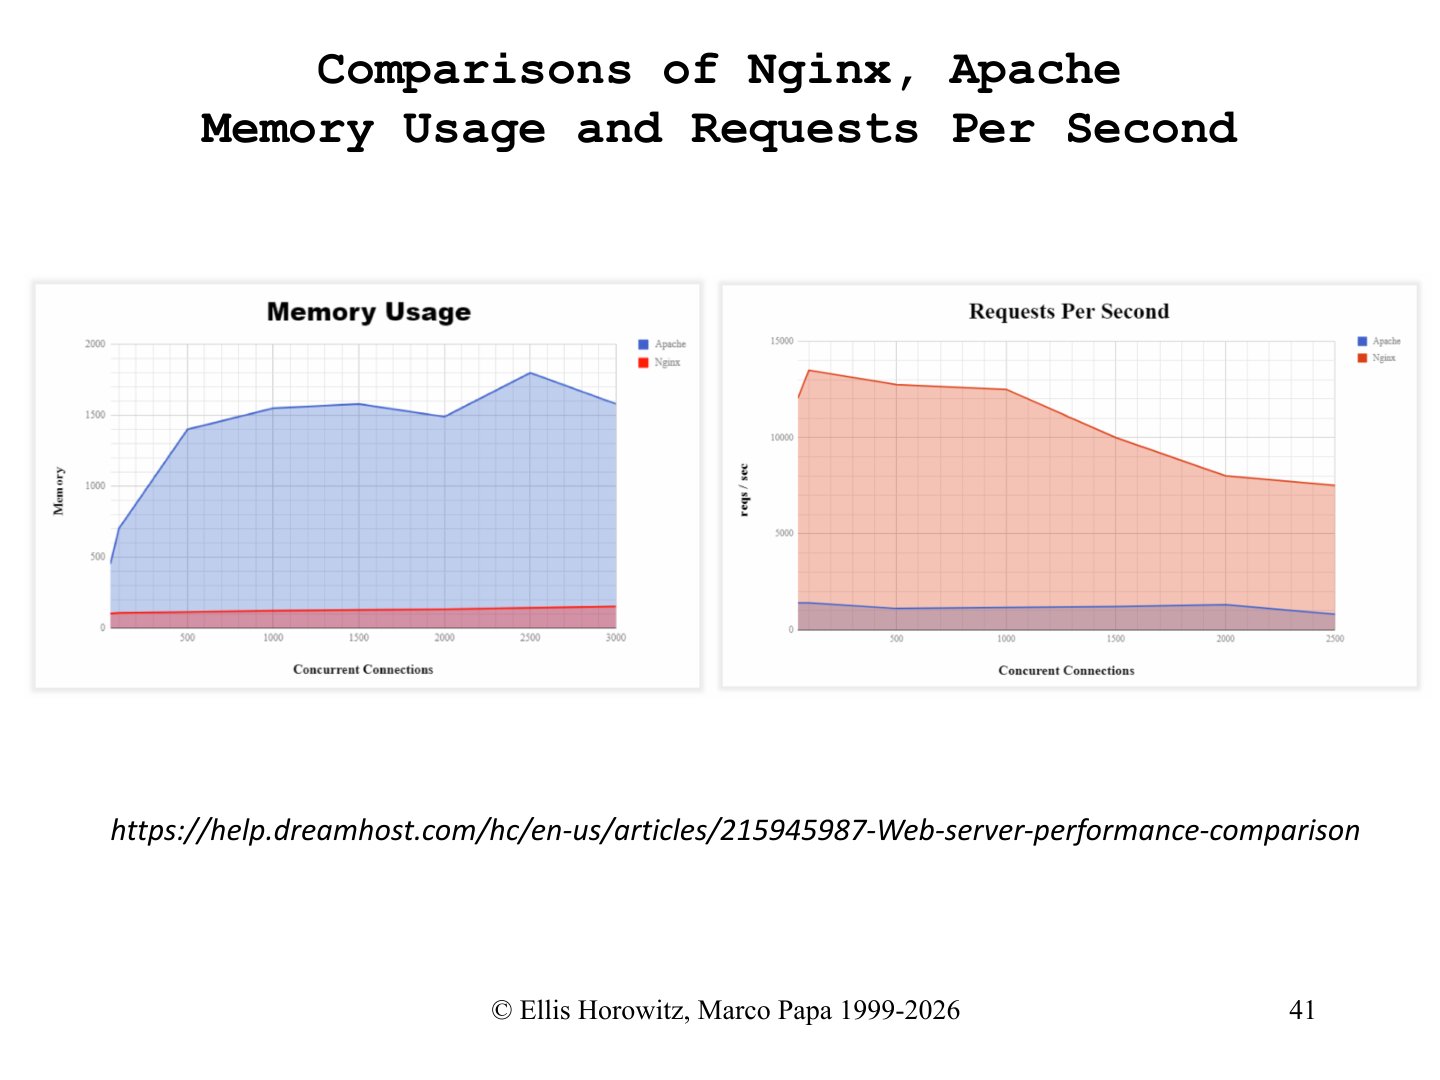 Comparisons of Nginx, Apache
Memory Usage and Requests Per Second
Memory Usage
Apache
Nginx
2000
1500
1000
500
0
Memory
500 1000 1500 2000 2500 3000
Concurrent Connections
Requests Per Second
Apache
Nginx
15000
10000
5000
0
reqs / sec
500 1000 1500 2000 2500
Concurent Connections
https://help.dreamhost.com/hc/en-us/articles/215945987-Web-server-performance-comparison
© Ellis Horowitz, Marco Papa 1999-2026
41